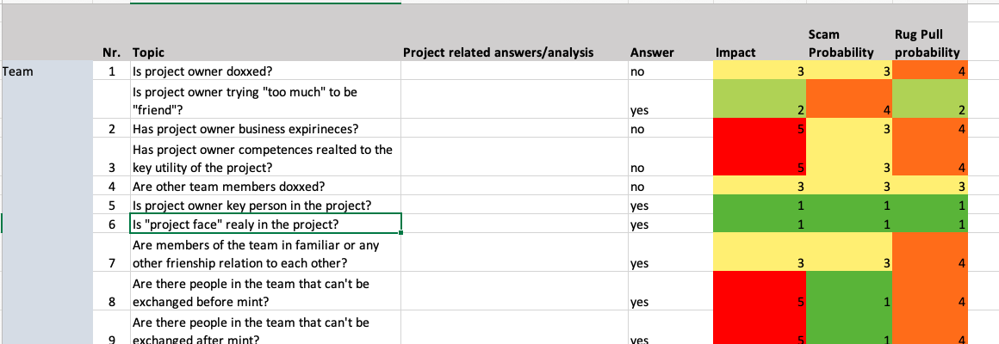 Scam Rug Pull
Nr. Topic Project related answers/analysis Answer Impact Probability probability
Team 1 Is project owner doxxed? no 3 3 4
Is project owner trying "too much" to be
"friend"? yes 2 4 2
2 Has project owner business expirineces? no 5 3 4
Has project owner competences realted to the
3 key utility of the project? no 5 3 4
4 Are other team members doxxed? no 3 3 3
5 Is project owner key person in the project? yes 1 1 1
6 Is "project face" realy in the project? yes 1 1 1
Are members of the team in familiar or any
7 other frienship relation to each other? yes 3 3 4
Are there people in the team that can't be
8 exchanged before mint? yes 5 1 4
Are there people in the team that can't be
9 exchanged after mint? yes 5 1 4